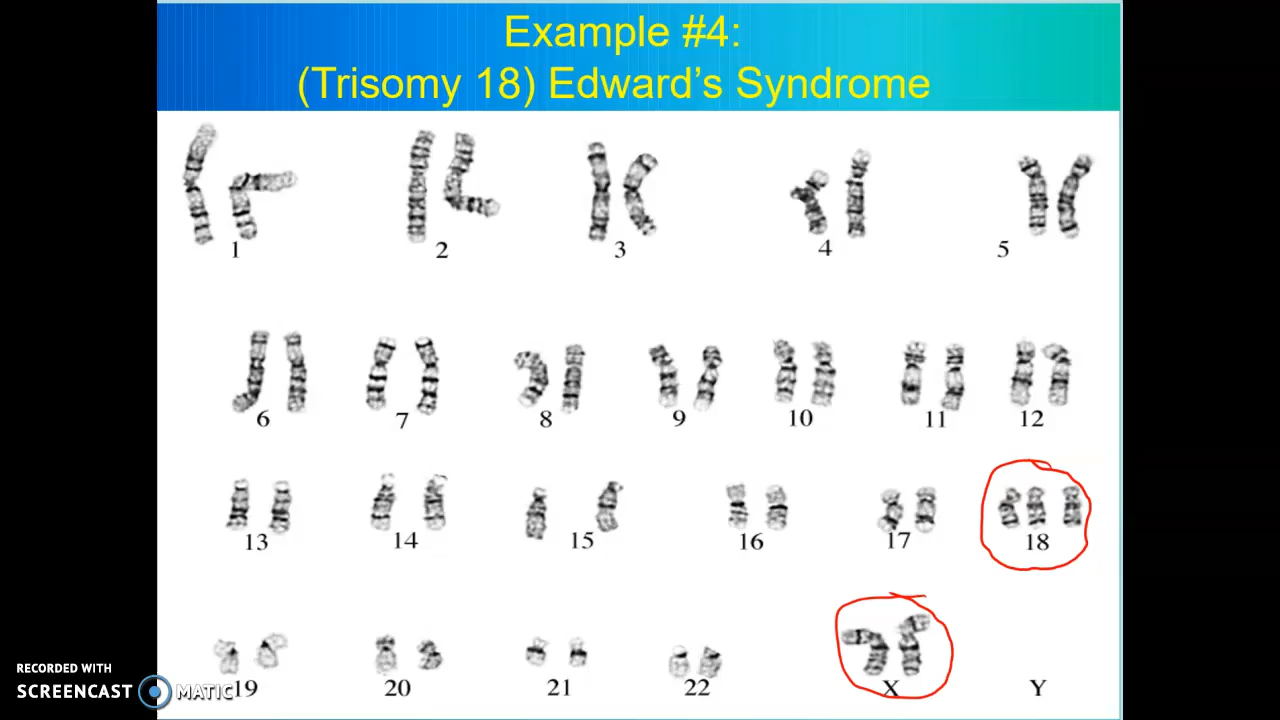 Example #4:
(Trisomy 18) Edward's Syndrome
1 2 3 4 5
6 7 8 9 10 11 12
13 14 15 16 17 18
19 20 21 22 X Y
RECORDED WITH
SCREENCAST MATIC